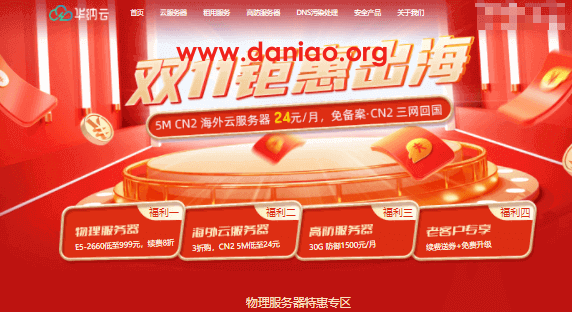 华纳云
首页 云服务器 租用服务 高防服务器 DNS污染处理 安全产品 关于我们
www.daniao.org
双11钜惠出海
5M CN2 海外云服务器 24元/月，免备案·CN2 三网回国
福利一
物理服务器
E5-2660低至999元，续费8折
福利二
海外云服务器
3折购，CN2 5M低至24元
福利三
高防服务器
30G 防御1500元/月
福利四
老客户专享
续费送券+免费升级
物理服务器特惠专区